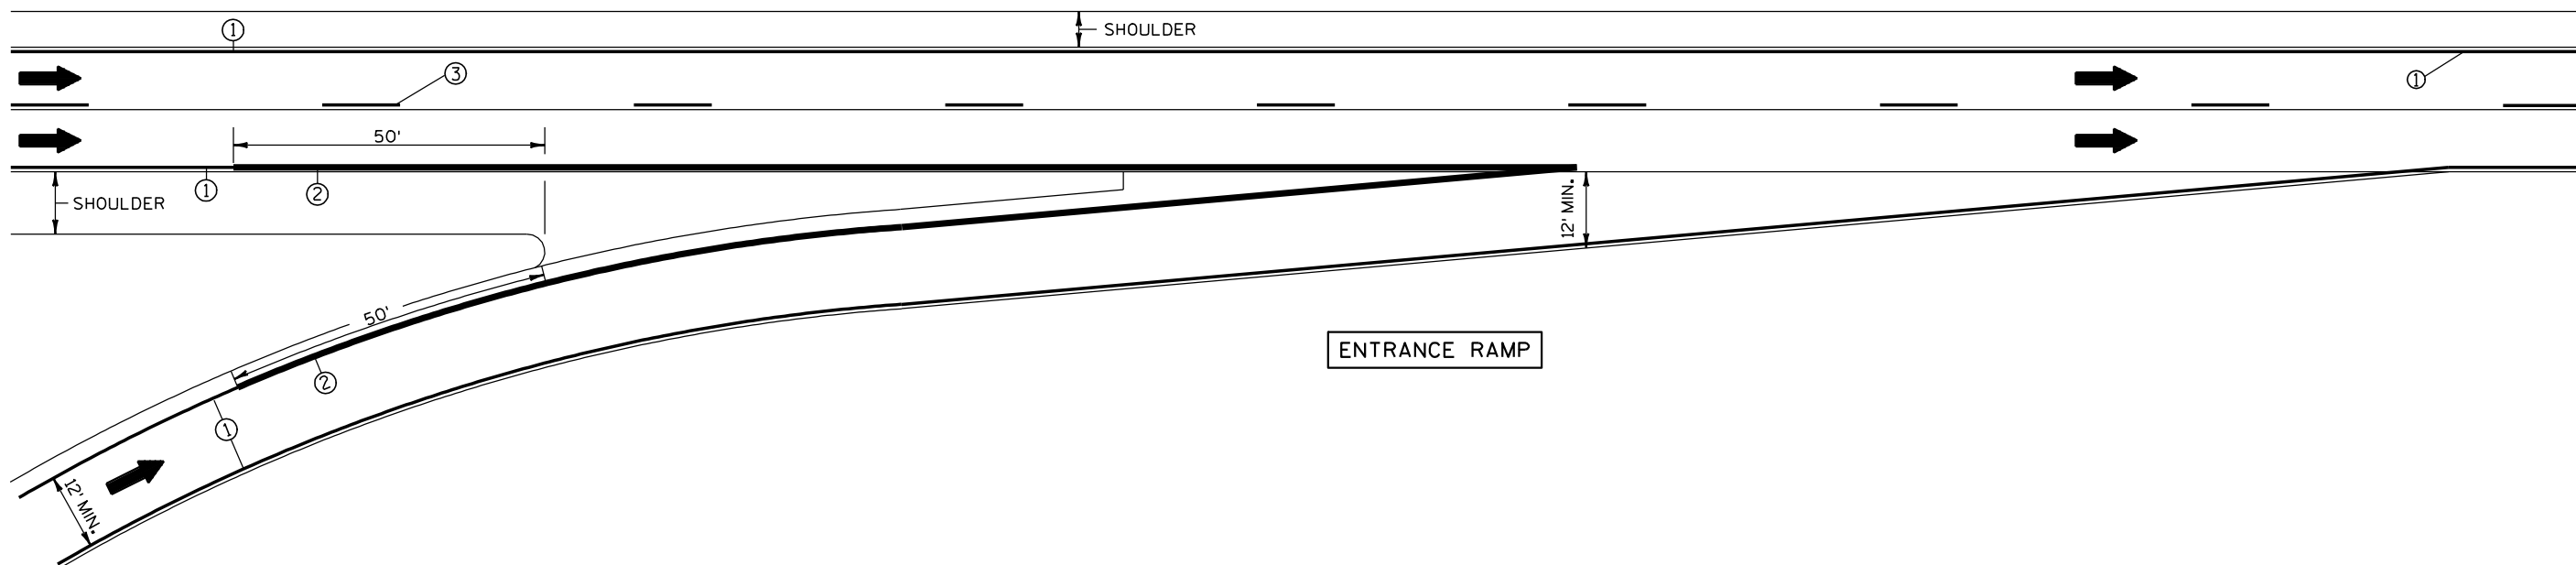 ①
SHOULDER
③
①
50'
①
②
SHOULDER
12' MIN.
50'
ENTRANCE RAMP
②
①
12' MIN.